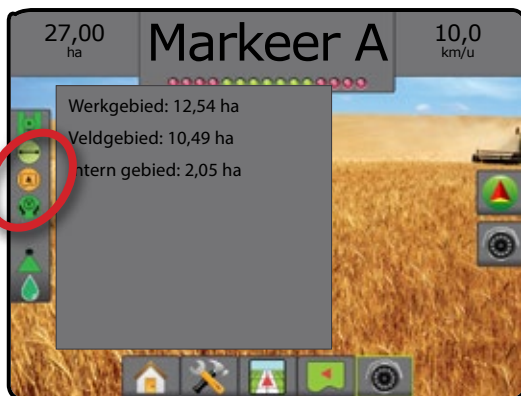 27,00
ha
Markeer A
10,0
km/u
Werkgebied: 12,54 ha
Veldgebied: 10,49 ha
ntern gebied: 2,05 ha